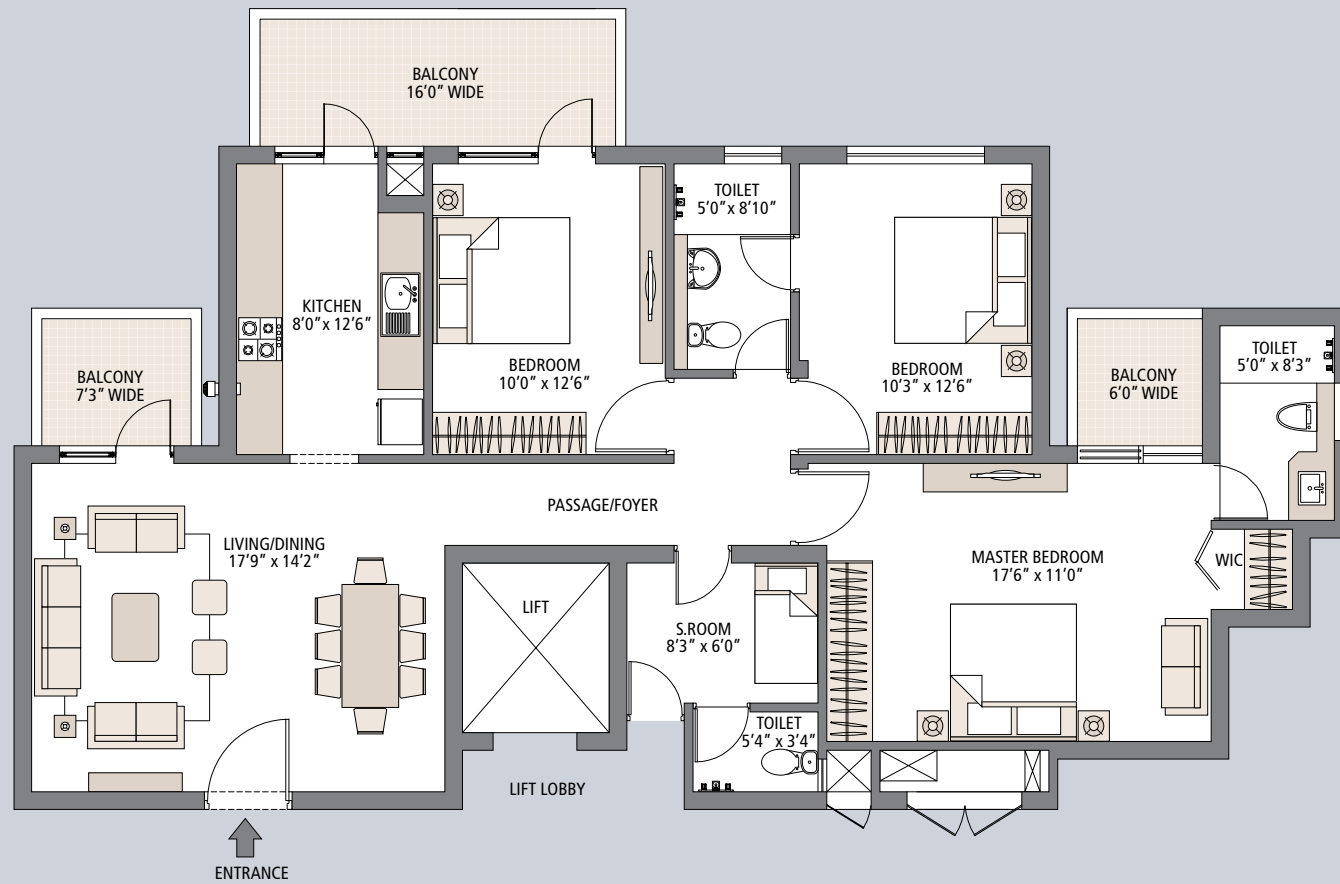 BALCONY
16'0" WIDE
TOILET
5'0" x 8'10"
KITCHEN
8'0" x 12'6"
BEDROOM
10'0" x 12'6"
BEDROOM
10'3" x 12'6"
BALCONY
7'3" WIDE
BALCONY
6'0" WIDE
TOILET
5'0" x 8'3"
PASSAGE/FOYER
LIVING/DINING
17'9" x 14'2"
MASTER BEDROOM
17'6" x 11'0"
WIC
LIFT
S.ROOM
8'3" x 6'0"
TOILET
5'4" x 3'4"
LIFT LOBBY
ENTRANCE